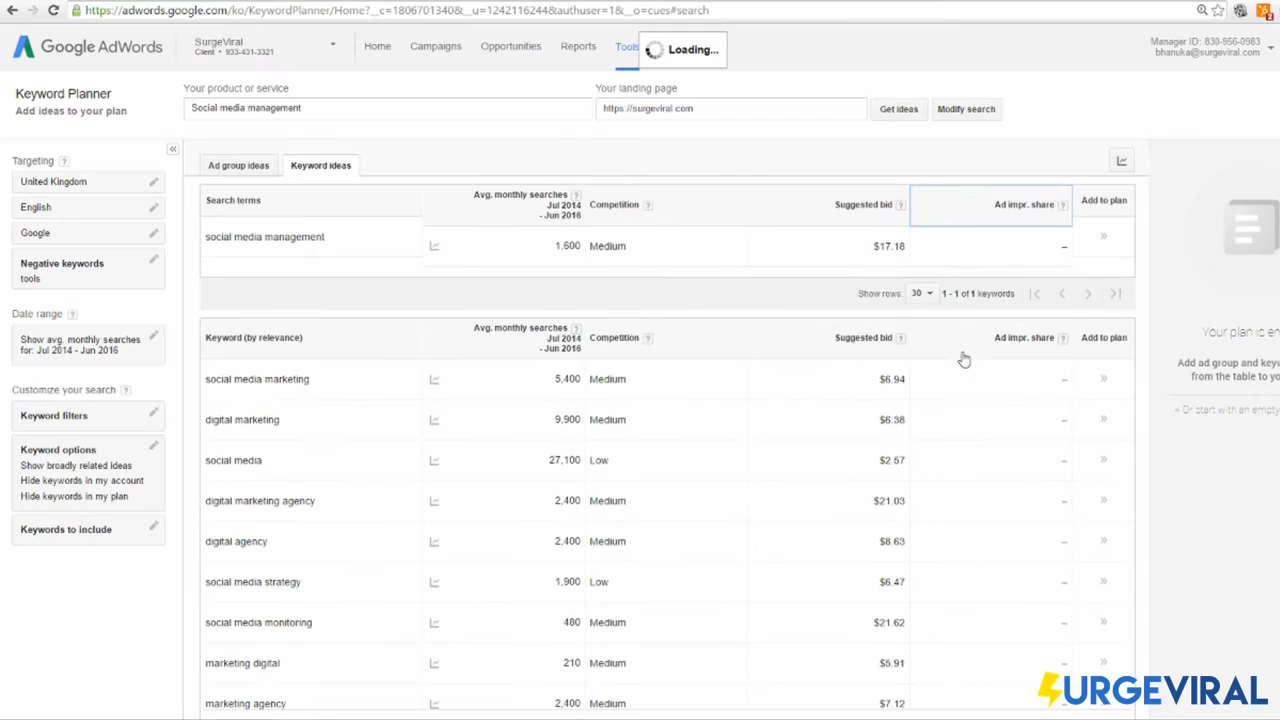 https://adwords.google.com/ko/KeywordPlanner/Home?__c=1806701340&__u=1242116244&authuser=1&__o=cues#search
2
Google AdWords
SurgeViral
Client • 933-431-3321
Home
Campaigns
Opportunities
Reports
Tools
Loading...
Manager ID: 830-956-0983
bhanuka@surgeviral.com
Keyword Planner
Add ideas to your plan
Your product or service
Social media management
Your landing page
https://surgeviral.com
Get ideas
Modify search
«
Targeting ?
United Kingdom
English
Google
Negative keywords
tools
Date range ?
Show avg. monthly searches
for: Jul 2014 - Jun 2016
Customize your search ?
Keyword filters
Keyword options
Show broadly related ideas
Hide keywords in my account
Hide keywords in my plan
Keywords to include
Ad group ideas
Keyword ideas
Search terms
Avg. monthly searches ?
Jul 2014
- Jun 2016
Competition ?
Suggested bid ?
Ad impr. share ?
Add to plan
social media management 1,600 Medium $17.18 – »
Show rows: 30 1 - 1 of 1 keywords
Keyword (by relevance)
Avg. monthly searches ?
Jul 2014
- Jun 2016
Competition ?
Suggested bid ?
Ad impr. share ?
Add to plan
social media marketing 5,400 Medium $6.94 – »
digital marketing 9,900 Medium $6.38 – »
social media 27,100 Low $2.57 – »
digital marketing agency 2,400 Medium $21.03 – »
digital agency 2,400 Medium $8.63 – »
social media strategy 1,900 Low $6.47 – »
social media monitoring 480 Medium $21.62 – »
marketing digital 210 Medium $5.91 – »
marketing agency 2,400 Medium $7.12 – »
Your plan is e
Add ad group and keyw
from the table to yo
+ Or start with an empty
URGEVIRAL